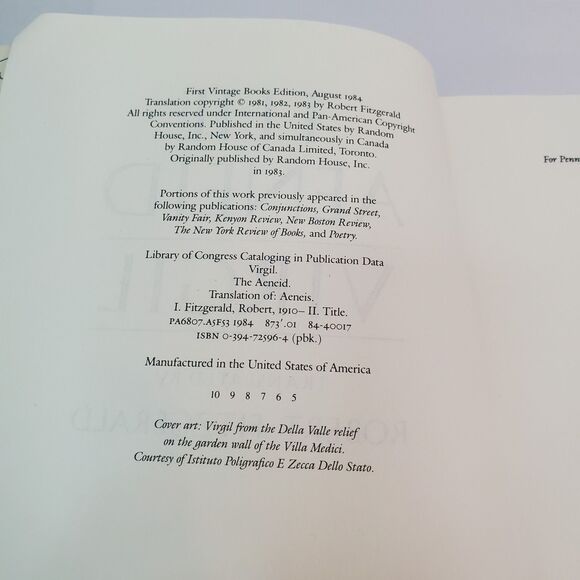 First Vintage Books Edition, August 1984
Translation copyright © 1981, 1982, 1983 by Robert Fitzgerald
All rights reserved under International and Pan-American Copyright
Conventions. Published in the United States by Random
House, Inc., New York, and simultaneously in Canada
by Random House of Canada Limited, Toronto.
Originally published by Random House, Inc.
in 1983.
Portions of this work previously appeared in the
following publications: Conjunctions, Grand Street,
Vanity Fair, Kenyon Review, New Boston Review,
The New York Review of Books, and Poetry.
Library of Congress Cataloging in Publication Data
Virgil.
The Aeneid.
Translation of: Aeneis.
I. Fitzgerald, Robert, 1910– II. Title.
PA6807.A5F53 1984 873'.01 84-40017
ISBN 0-394-72596-4 (pbk.)
Manufactured in the United States of America
10 9 8 7 6 5
Cover art: Virgil from the Della Valle relief
on the garden wall of the Villa Medici.
Courtesy of Istituto Poligrafico E Zecca Dello Stato.
For Penn